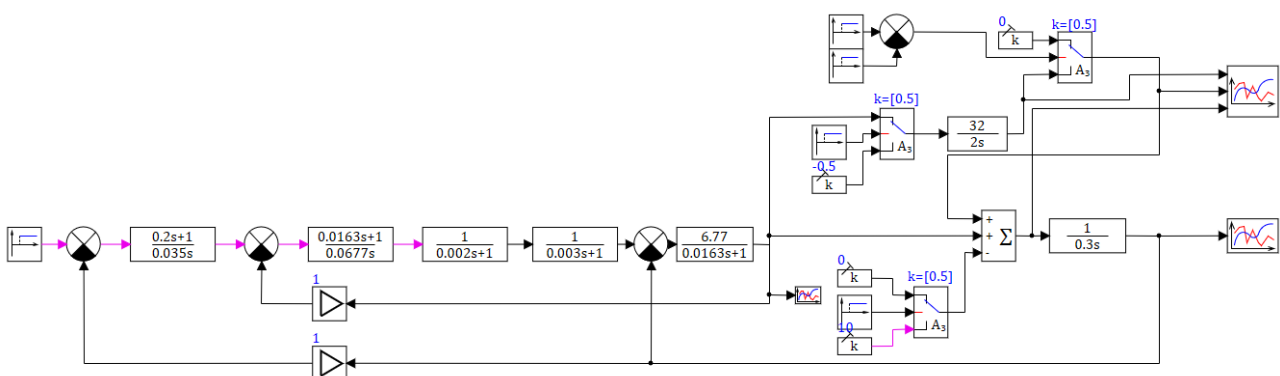 0
k=[0.5]
k
A₃
k=[0.5]
A₃
32
2s
-0.5
k
+
+
-
Σ
1
0.3s
0.2s+1
0.035s
0.0163s+1
0.0677s
1
0.002s+1
1
0.003s+1
6.77
0.0163s+1
0
k
k=[0.5]
A₃
10
k
1
1